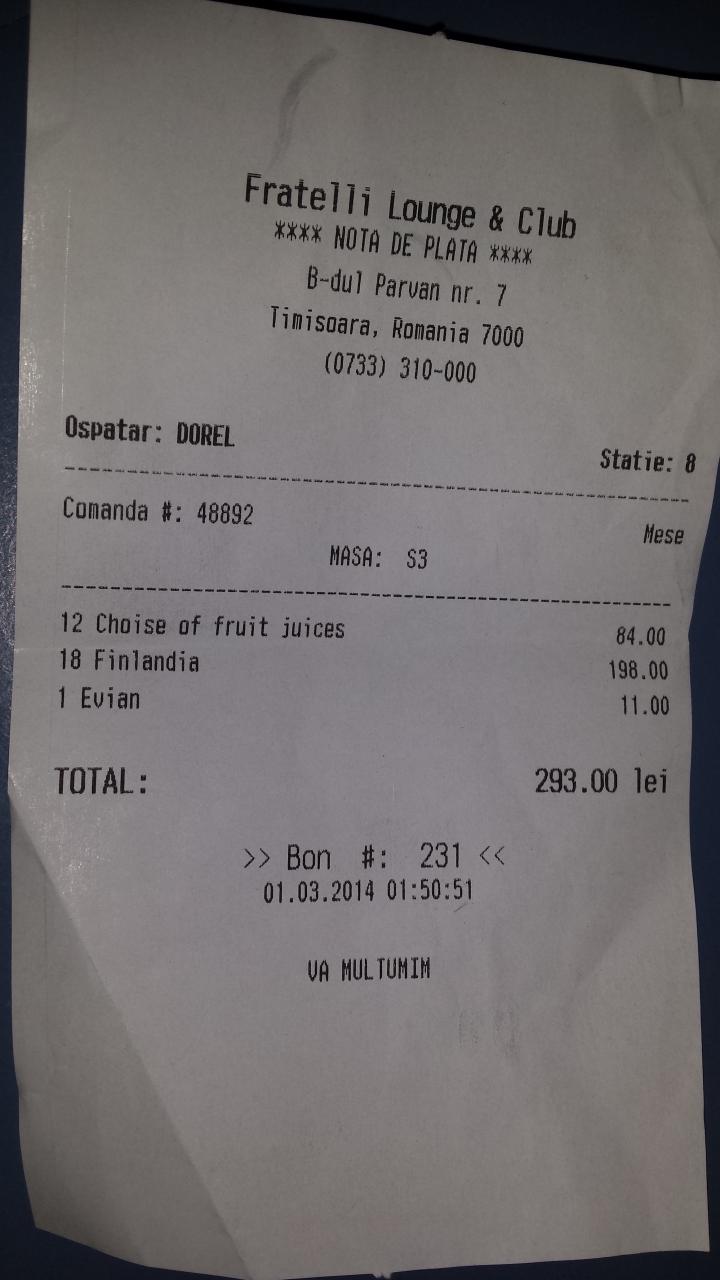 Fratelli Lounge & Club
**** NOTA DE PLATA ****
B-dul Parvan nr. 7
Timisoara, Romania 7000
(0733) 310-000
Ospatar: DOREL Statie: 8
Comanda #: 48892 Mese
MASA: S3
12 Choise of fruit juices 84.00
18 Finlandia 198.00
1 Evian 11.00
TOTAL: 293.00 lei
>> Bon #: 231 <<
01.03.2014 01:50:51
VA MULTUMIM